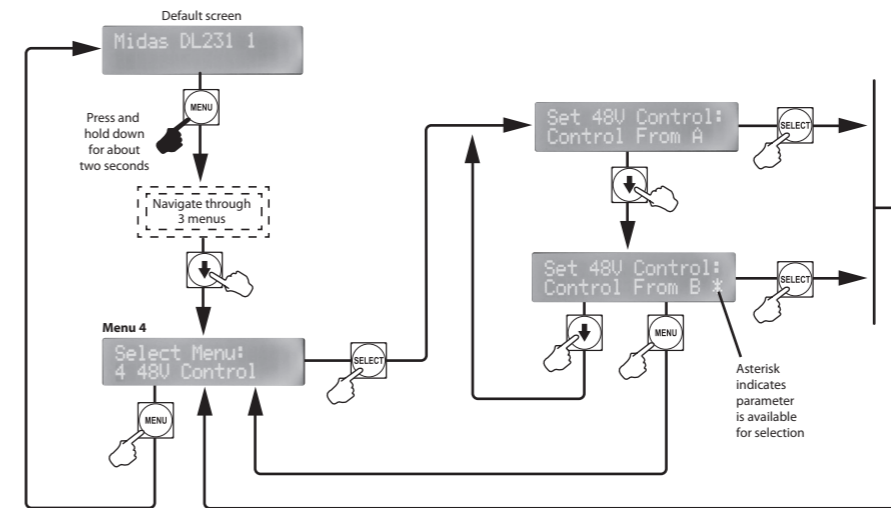 Default screen
Midas DL231 1
MENU
Press and
hold down
for about
two seconds
Navigate through
3 menus
Menu 4
Select Menu:
4 48V Control
MENU
SELECT
Set 48V Control:
Control From A
SELECT
Set 48V Control:
Control From B *
SELECT
MENU
Asterisk
indicates
parameter
is available
for selection